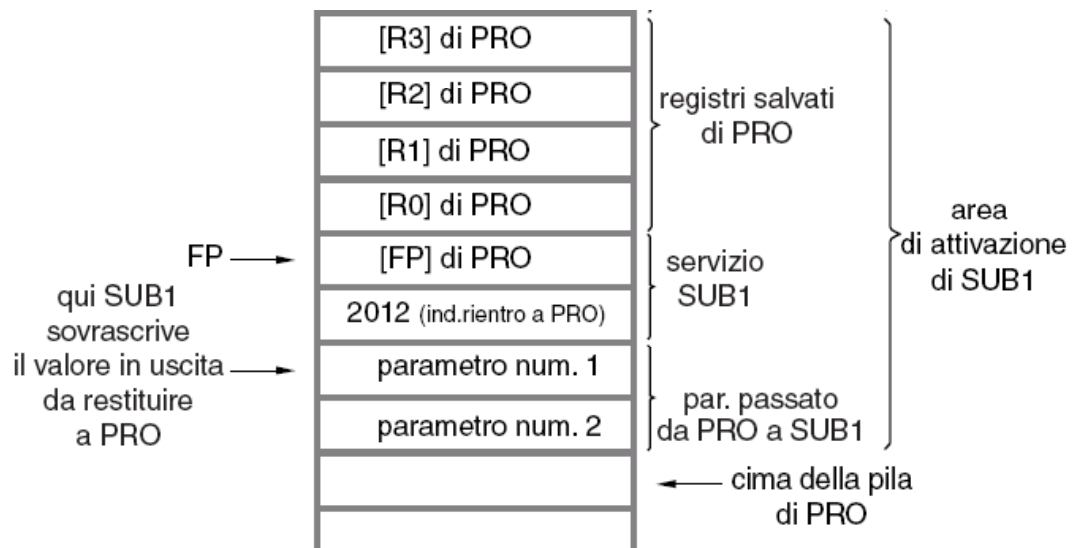 [R3] di PRO
[R2] di PRO
[R1] di PRO
[R0] di PRO
[FP] di PRO
2012 (ind.rientro a PRO)
parametro num. 1
parametro num. 2
FP
qui SUB1
sovrascrive
il valore in uscita
da restituire
a PRO
registri salvati
di PRO
servizio
SUB1
par. passato
da PRO a SUB1
cima della pila
di PRO
area
di attivazione
di SUB1